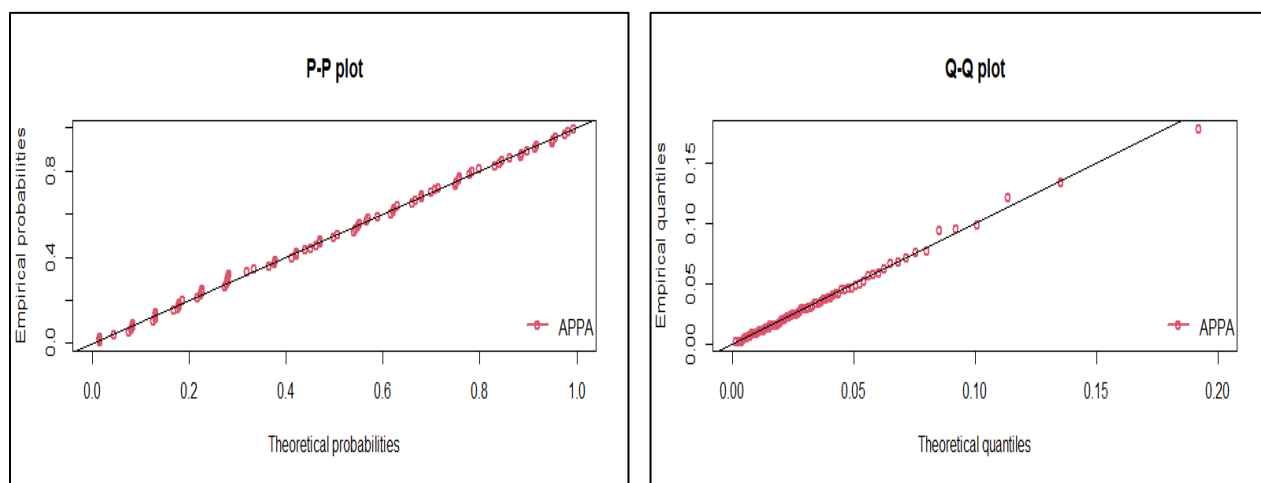 P-P plot
Empirical probabilities
0.0 0.4 0.8
APPA
0.0 0.2 0.4 0.6 0.8 1.0
Theoretical probabilities
Q-Q plot
Empirical quantiles
0.00 0.05 0.10 0.15
APPA
0.00 0.05 0.10 0.15 0.20
Theoretical quantiles